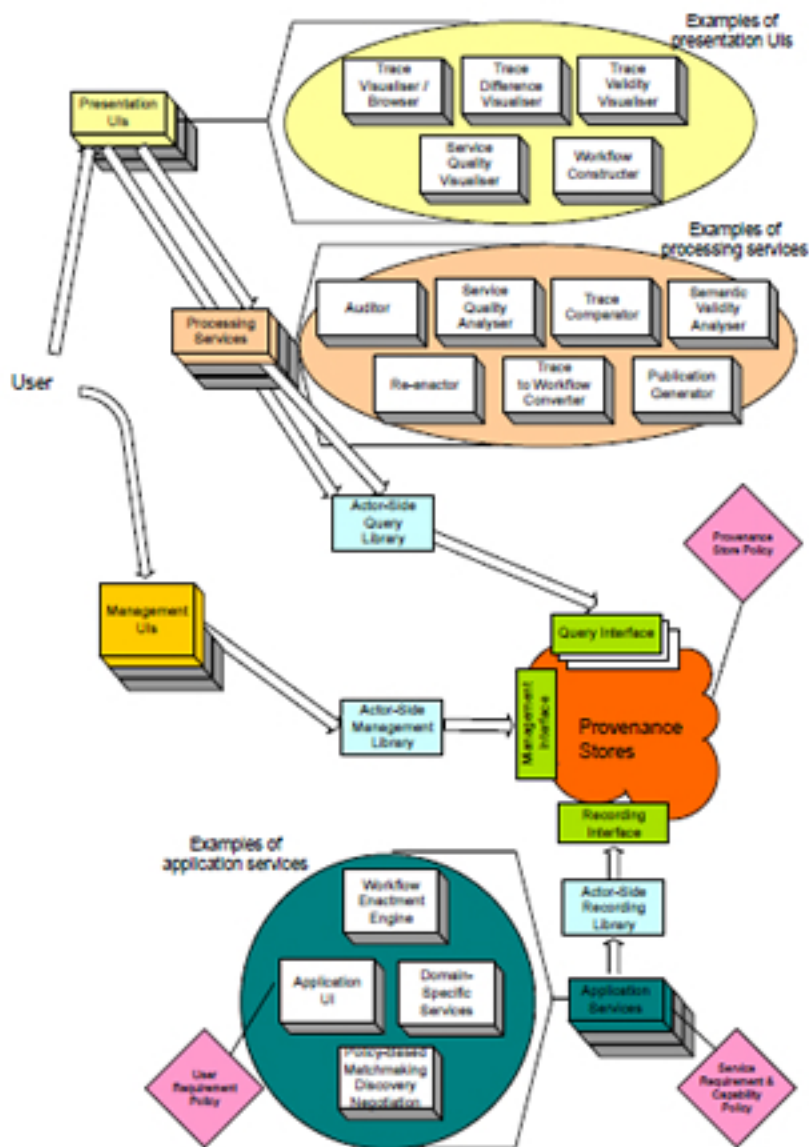 Examples of
presentation UIs
Trace
Visualiser /
Browser
Trace
Difference
Visualiser
Trace
Validity
Visualiser
Presentation
UIs
Service
Quality
Visualiser
Workflow
Constructer
Examples of
processing services
Auditor
Service
Quality
Analyser
Trace
Comparator
Semantic
Validity
Analyser
Processing
Services
Re-enactor
Trace
to Workflow
Converter
Publication
Generator
User
Actor-Side
Query
Library
Provenance
Store Policy
Management
UIs
Query Interface
Actor-Side
Management
Library
Management
Interface
Provenance
Stores
Recording
Interface
Examples of
application services
Workflow
Enactment
Engine
Actor-Side
Recording
Library
Application
UI
Domain-
Specific
Services
Application
Services
Policy-Based
Matchmaking
Discovery
Negotiation
User
Requirement
Policy
Service
Requirement &
Capability
Policy